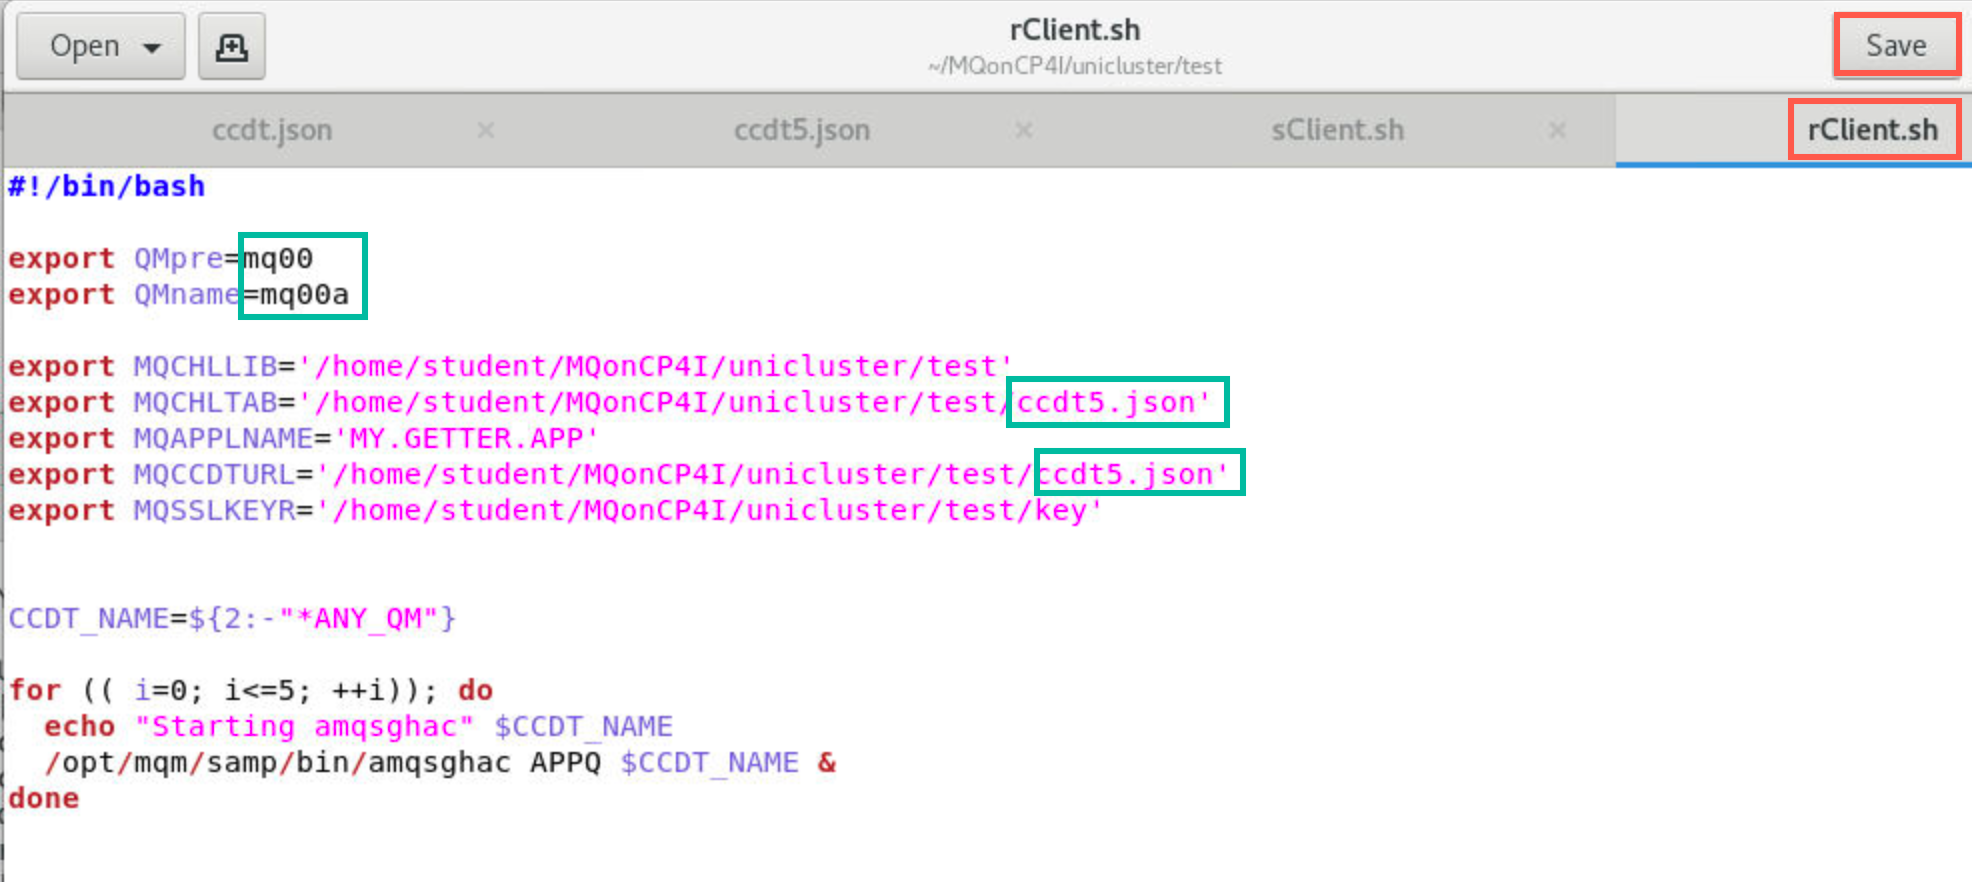 Open
rClient.sh
~/MQonCP4I/unicluster/test
Save
ccdt.json
ccdt5.json
sClient.sh
rClient.sh
#!/bin/bash
export QMpre=mq00
export QMname=mq00a
export MQCHLLIB='/home/student/MQonCP4I/unicluster/test'
export MQCHLTAB='/home/student/MQonCP4I/unicluster/test/ccdt5.json'
export MQAPPLNAME='MY.GETTER.APP'
export MQCCDTURL='/home/student/MQonCP4I/unicluster/test/ccdt5.json'
export MQSSLKEYR='/home/student/MQonCP4I/unicluster/test/key'
CCDT_NAME=${2:-"*ANY_QM"}
for (( i=0; i<=5; ++i)); do
echo "Starting amqsghac" $CCDT_NAME
/opt/mqm/samp/bin/amqsghac APPQ $CCDT_NAME &
done